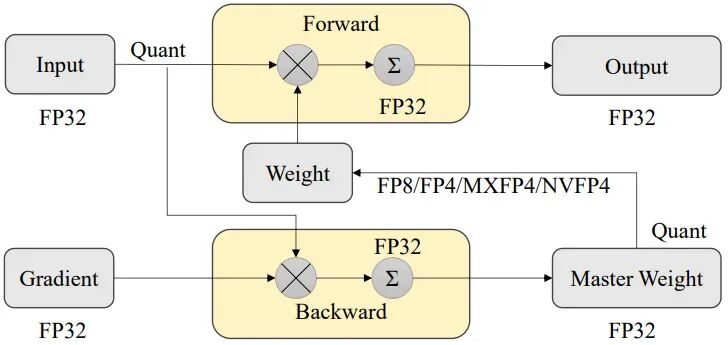 Forward
Input
Quant
Σ
Output
FP32
FP32
FP32
Weight
FP8/FP4/MXFP4/NVFP4
Quant
FP32
Gradient
Σ
Master Weight
Backward
FP32
FP32